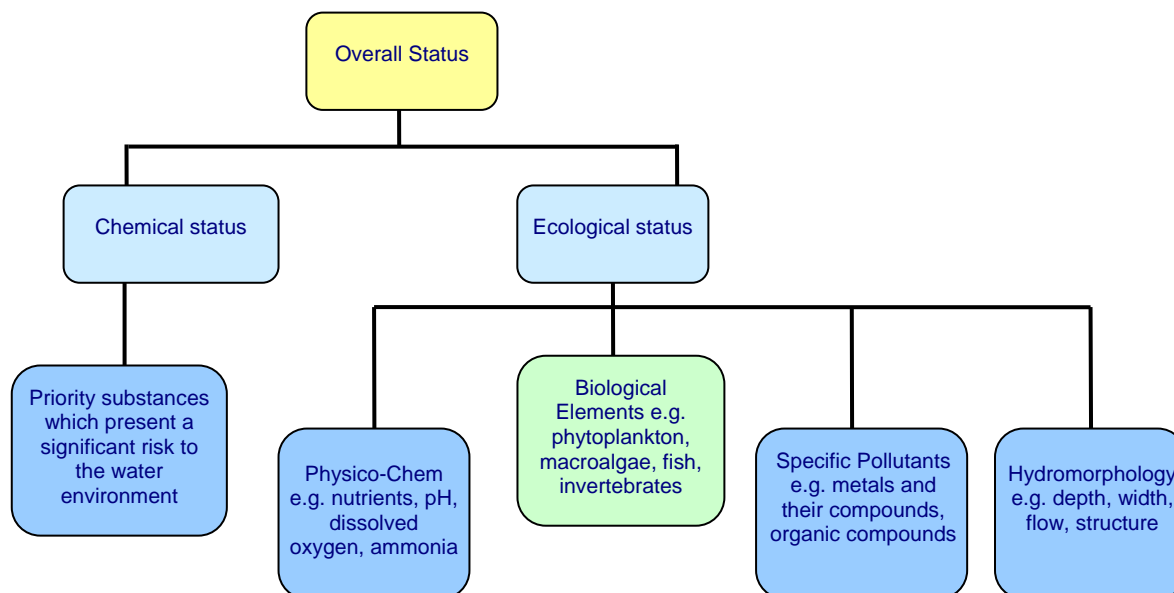 Overall Status
Chemical status
Ecological status
Priority substances
which present a
significant risk to
the water
environment
Physico-Chem
e.g. nutrients, pH,
dissolved
oxygen, ammonia
Biological
Elements e.g.
phytoplankton,
macroalgae, fish,
invertebrates
Specific Pollutants
e.g. metals and
their compounds,
organic compounds
Hydromorphology
e.g. depth, width,
flow, structure